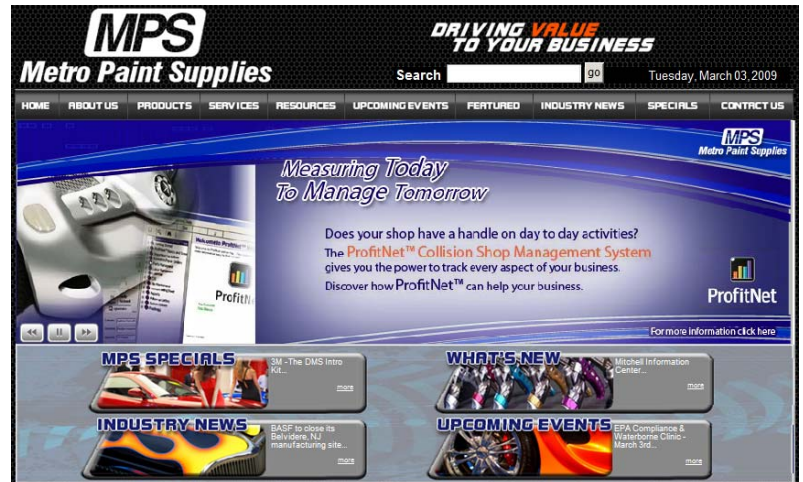 MPS
Metro Paint Supplies
DRIVING VALUE
TO YOUR BUSINESS
Search
go
Tuesday, March 03, 2009
HOME ABOUT US PRODUCTS SERVICES RESOURCES UPCOMING EVENTS FEATURED INDUSTRY NEWS SPECIALS CONTACT US
MPS
Metro Paint Supplies
Measuring Today
To Manage Tomorrow
Does your shop have a handle on day to day activities?
The ProfitNet™ Collision Shop Management System
gives you the power to track every aspect of your business.
Discover how ProfitNet™ can help your business.
ProfitNet
For more information click here
MPS SPECIALS
3M -The DMS Intro
Kit...
more
WHAT'S NEW
Mitchell Information
Center...
more
INDUSTRY NEWS
BASF to close its
Belvidere, NJ
manufacturing site...
more
UPCOMING EVENTS
EPA Compliance &
Waterborne Clinic -
March 3rd...
more